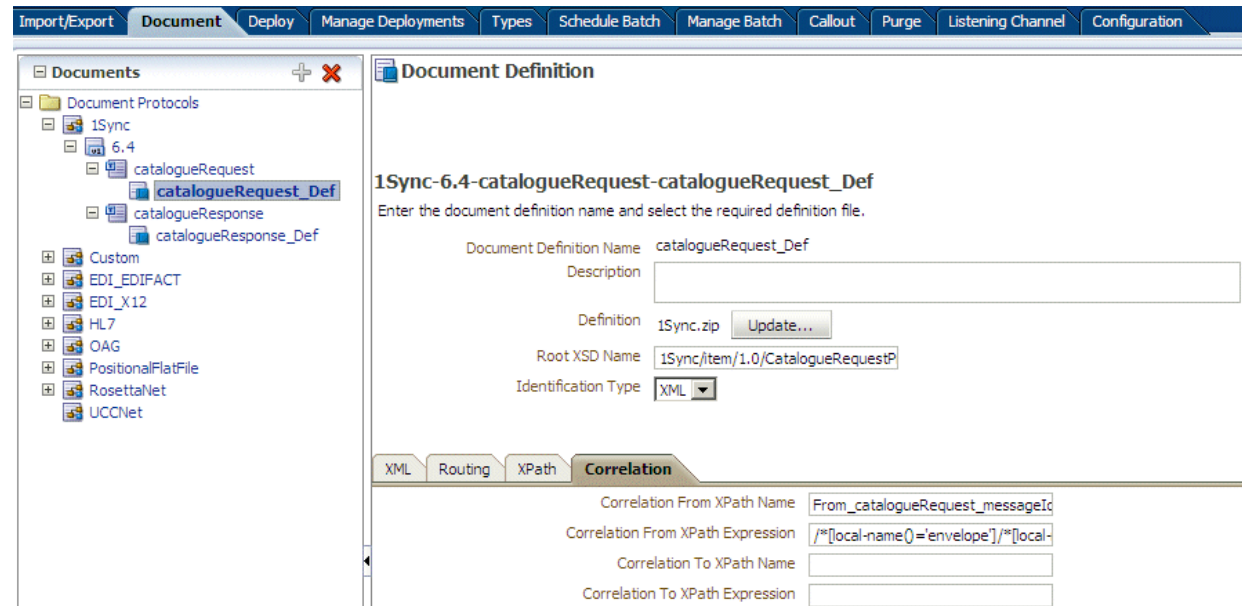 Import/Export Document Deploy Manage Deployments Types Schedule Batch Manage Batch Callout Purge Listening Channel Configuration
Documents
Document Protocols
1Sync
6.4
catalogueRequest
catalogueRequest_Def
catalogueResponse
catalogueResponse_Def
Custom
EDI_EDIFACT
EDI_X12
HL7
OAG
PositionalFlatFile
RosettaNet
UCCNet
Document Definition
1Sync-6.4-catalogueRequest-catalogueRequest_Def
Enter the document definition name and select the required definition file.
Document Definition Name catalogueRequest_Def
Description
Definition 1Sync.zip Update...
Root XSD Name 1Sync/item/1.0/CatalogueRequestP
Identification Type XML
XML Routing XPath Correlation
Correlation From XPath Name From_catalogueRequest_messageId
Correlation From XPath Expression /*[local-name()='envelope']/*[local-
Correlation To XPath Name
Correlation To XPath Expression